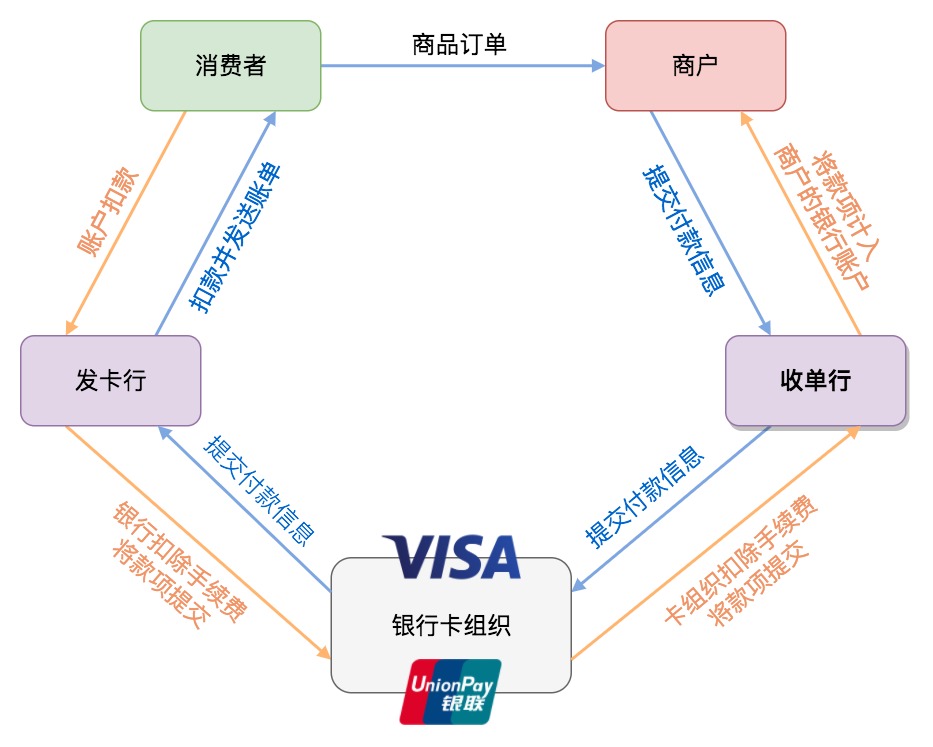 商品订单
消费者
商户
账户扣款
扣款并发送账单
提交付款信息
将款项计入
商户的银行账户
发卡行
收单行
提交付款信息
提交付款信息
银行扣除手续费
将款项提交
卡组织扣除手续费
将款项提交
VISA
银行卡组织
UnionPay
银联